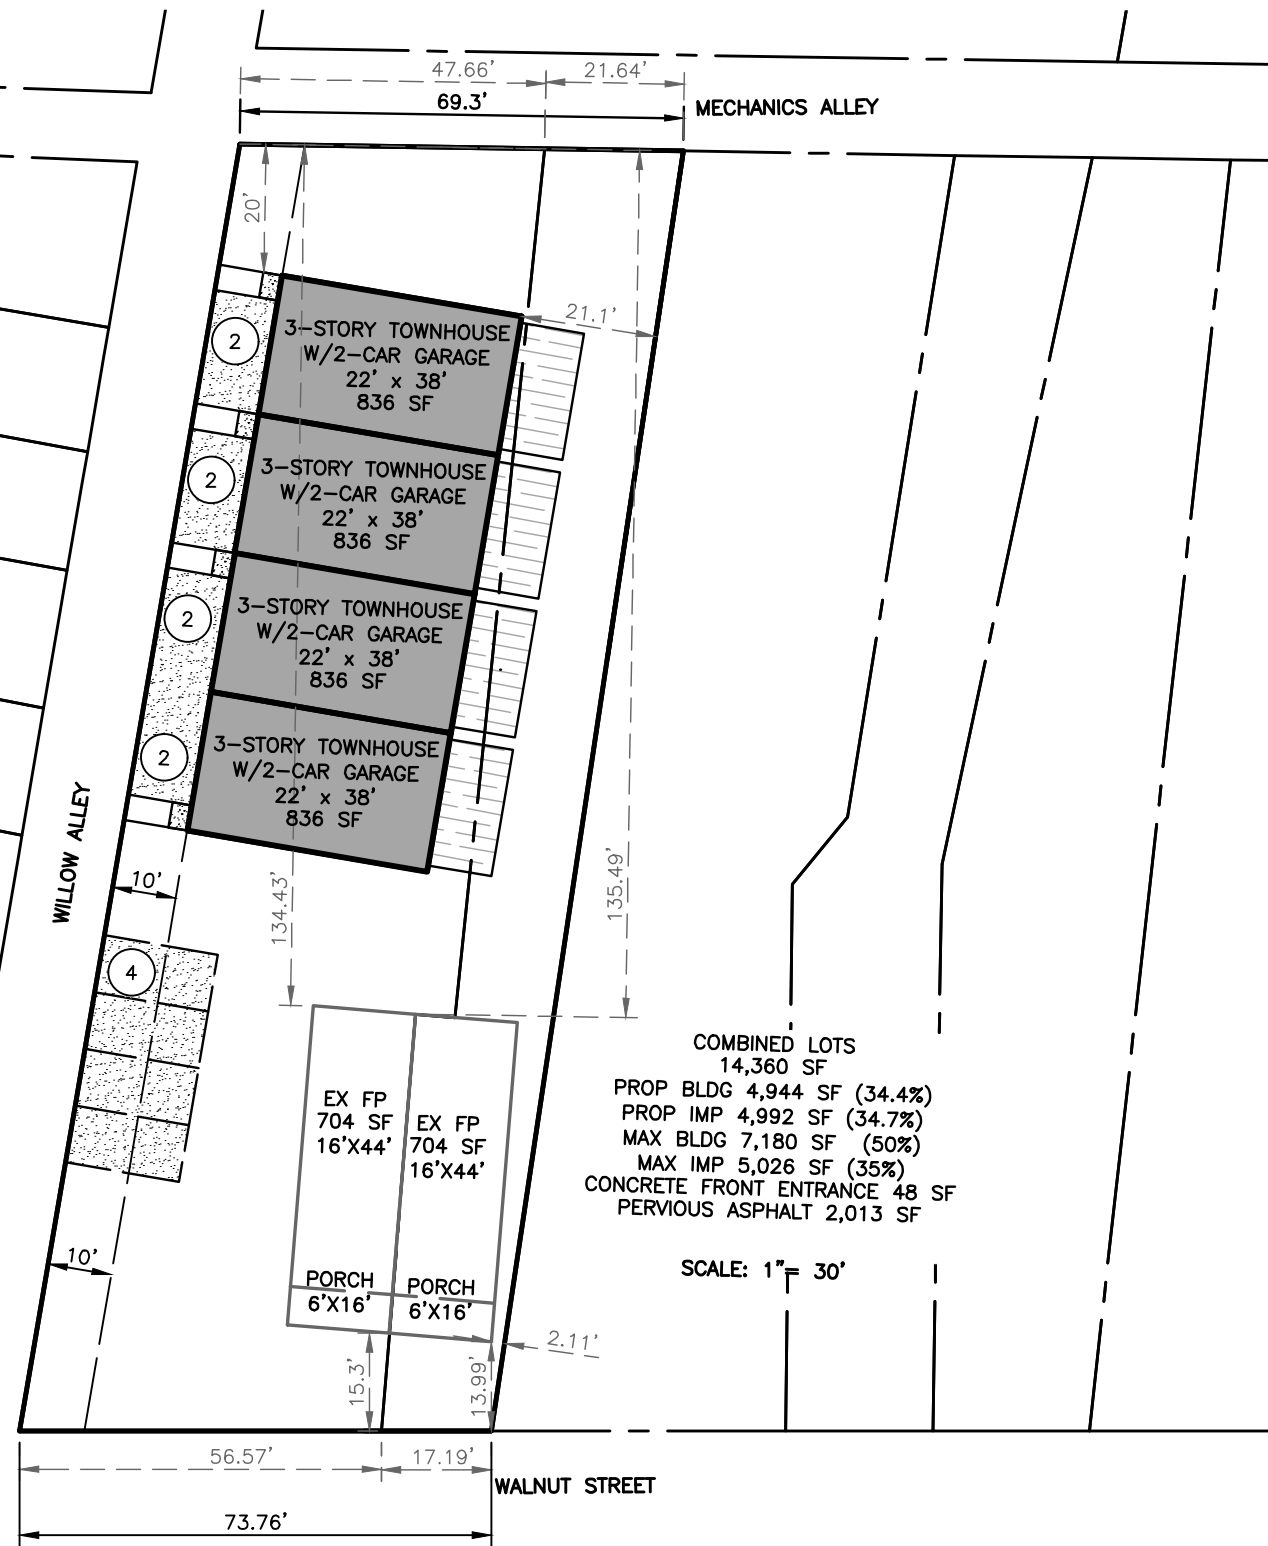 47.66'
21.64'
69.3'
MECHANICS ALLEY
20'
21.1'
2
3-STORY TOWNHOUSE
W/2-CAR GARAGE
22' x 38'
836 SF
2
3-STORY TOWNHOUSE
W/2-CAR GARAGE
22' x 38'
836 SF
2
3-STORY TOWNHOUSE
W/2-CAR GARAGE
22' x 38'
836 SF
2
3-STORY TOWNHOUSE
W/2-CAR GARAGE
22' x 38'
836 SF
WILLOW ALLEY
10'
134.43'
135.49'
4
COMBINED LOTS
14,360 SF
PROP BLDG 4,944 SF (34.4%)
PROP IMP 4,992 SF (34.7%)
MAX BLDG 7,180 SF (50%)
MAX IMP 5,026 SF (35%)
CONCRETE FRONT ENTRANCE 48 SF
PERVIOUS ASPHALT 2,013 SF
SCALE: 1"= 30'
EX FP
704 SF
16'X44'
EX FP
704 SF
16'X44'
10'
PORCH
6'X16'
PORCH
6'X16'
2.11'
15.3'
13.99'
56.57'
17.19'
WALNUT STREET
73.76'